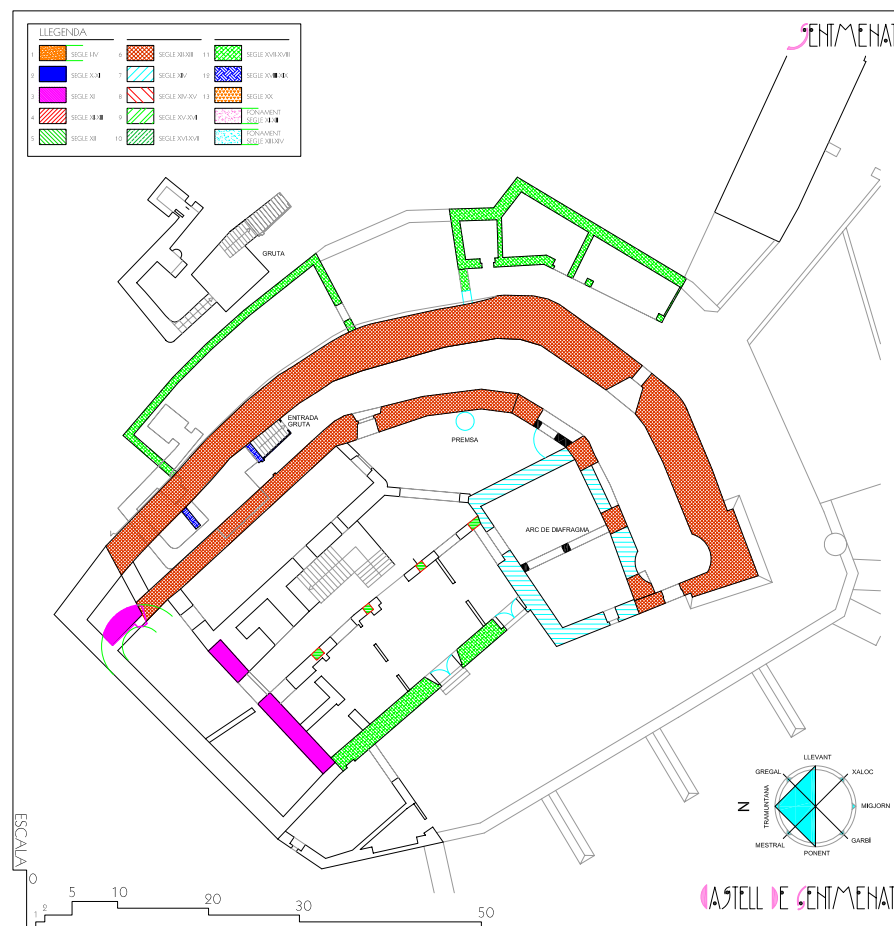 LLEGENDA
1 SEGLE I-IV
2 SEGLE X-XI
3 SEGLE XI
4 SEGLE XI-XII
5 SEGLE XII
6 SEGLE XII-XIII
7 SEGLE XIV
8 SEGLE XIV-XV
9 SEGLE XV-XVI
10 SEGLE XVI-XVII
11 SEGLE XVII-XVIII
12 SEGLE XVIII-XIX
13 SEGLE XX
FONAMENT
SEGLE XI-XII
FONAMENT
SEGLE XIII-XIV
SENTMENAT
GRUTA
ENTRADA
GRUTA
PREMSA
ARC DE DIAFRAGMA
LLEVANT
GREGAL
XALOC
N
TRAMUNTANA
MIGJORN
MESTRAL
GARBÍ
PONENT
ESCALA
0
1 2 5 10 20 30 50
CASTELL DE SENTMENAT